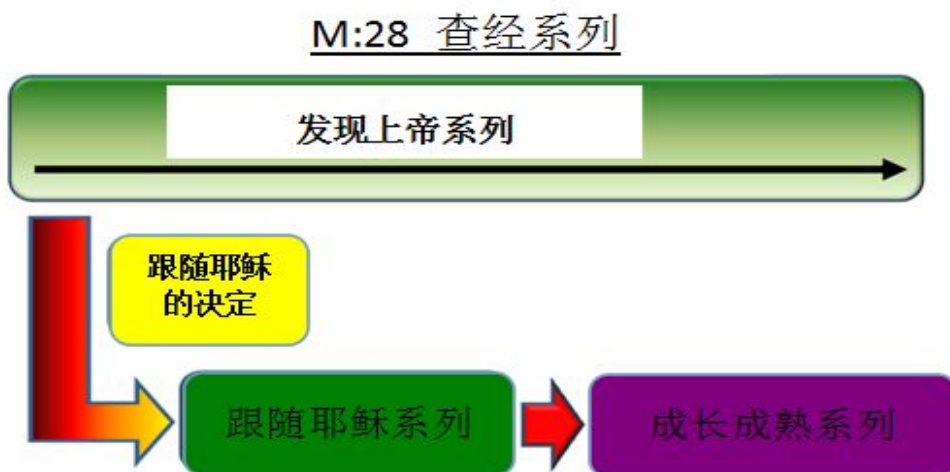 M:28 查经系列
发现上帝系列
跟随耶稣
的决定
跟随耶稣系列
成长成熟系列